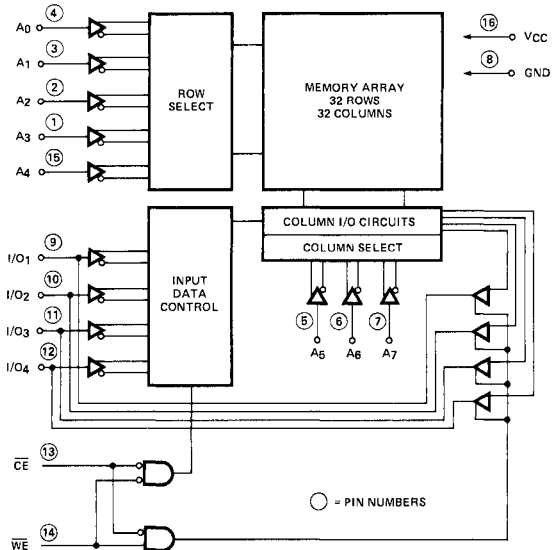 4
A0
3
A1
2
A2
1
A3
15
A4
ROW
SELECT
MEMORY ARRAY
32 ROWS
32 COLUMNS
16
VCC
8
GND
COLUMN I/O CIRCUITS
COLUMN SELECT
9
I/O1
10
I/O2
11
I/O3
12
I/O4
INPUT
DATA
CONTROL
5
6
7
A5
A6
A7
13
CE
14
WE
= PIN NUMBERS